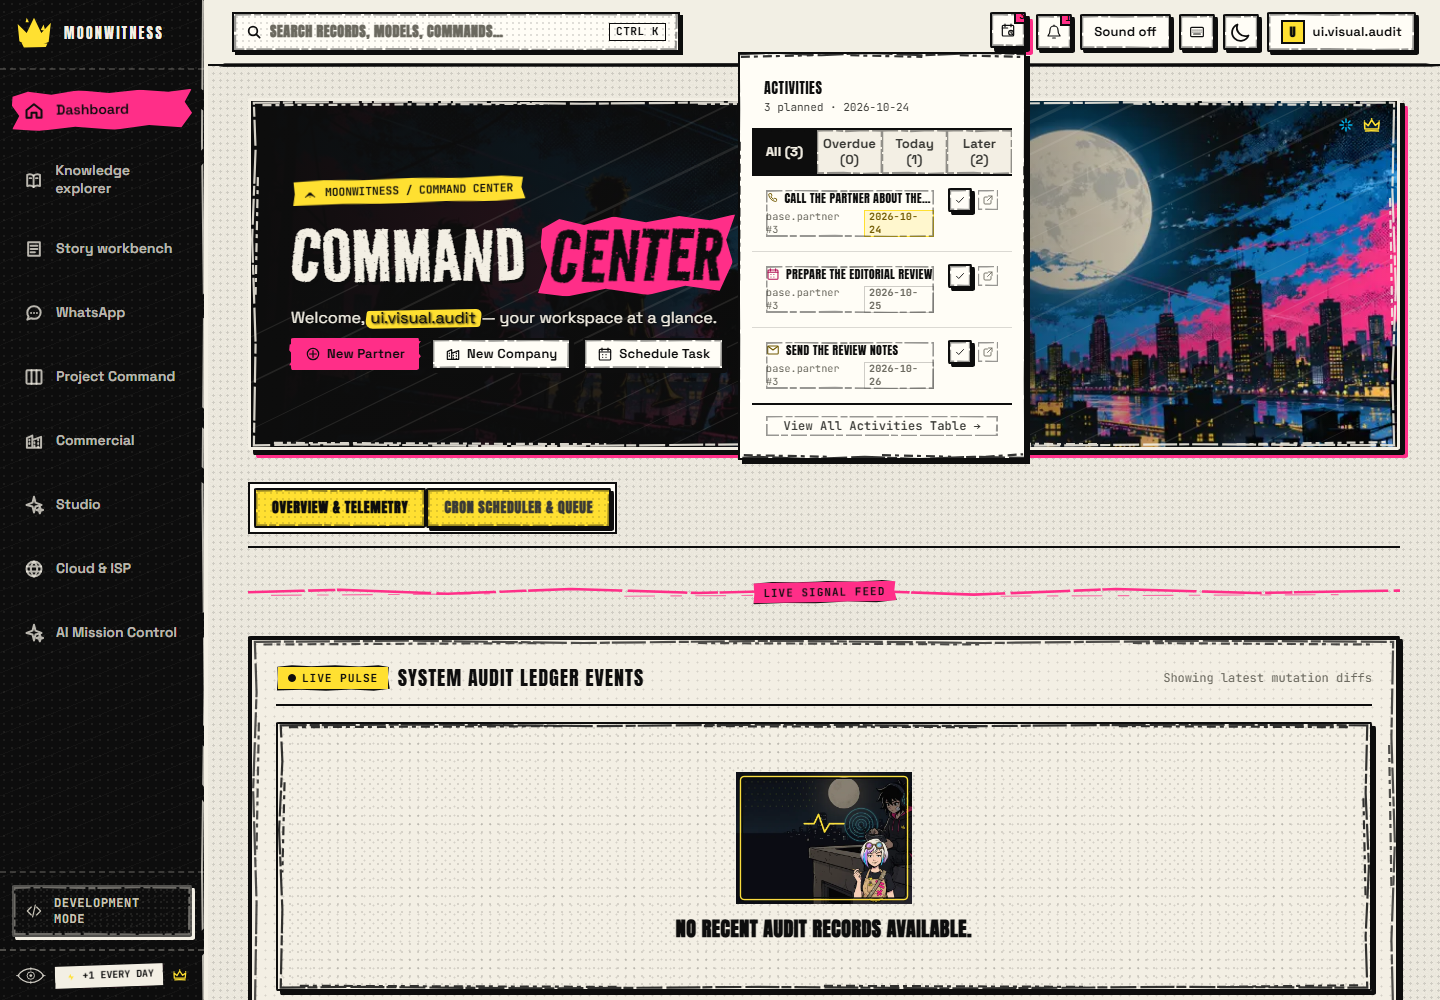 MOONWITNESS
SEARCH RECORDS, MODELS, COMMANDS...
CTRL K
Sound off
U
ui.visual.audit
Dashboard
Knowledge
explorer
Story workbench
WhatsApp
Project Command
Commercial
Studio
Cloud & ISP
AI Mission Control
DEVELOPMENT
MODE
+1 EVERY DAY
MOONWITNESS / COMMAND CENTER
COMMAND CENTER
Welcome, ui.visual.audit — your workspace at a glance.
New Partner
New Company
Schedule Task
ACTIVITIES
3 planned · 2026-10-24
All (3)
Overdue
(0)
Today
(1)
Later
(2)
CALL THE PARTNER ABOUT THE...
base.partner
#3
2026-10-
24
PREPARE THE EDITORIAL REVIEW
base.partner
#3
2026-10-
25
SEND THE REVIEW NOTES
base.partner
#3
2026-10-
26
View All Activities Table →
OVERVIEW & TELEMETRY
CRON SCHEDULER & QUEUE
LIVE SIGNAL FEED
LIVE PULSE
SYSTEM AUDIT LEDGER EVENTS
Showing latest mutation diffs
NO RECENT AUDIT RECORDS AVAILABLE.